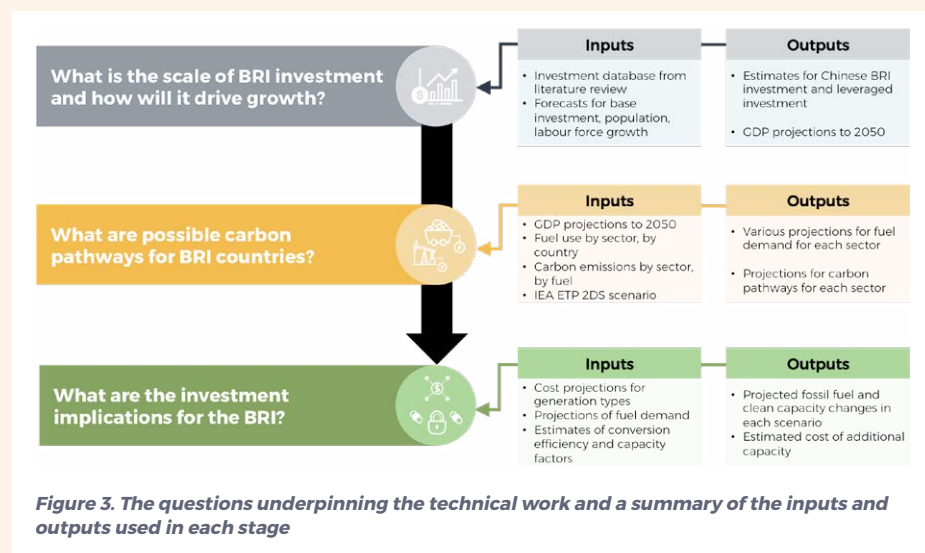 What is the scale of BRI investment
and how will it drive growth?
Inputs
• Investment database from
literature review
• Forecasts for base
investment, population,
labour force growth
Outputs
• Estimates for Chinese BRI
investment and leveraged
investment
• GDP projections to 2050
What are possible carbon
pathways for BRI countries?
Inputs
• GDP projections to 2050
• Fuel use by sector, by
country
• Carbon emissions by sector,
by fuel
• IEA ETP 2DS scenario
Outputs
• Various projections for fuel
demand for each sector
• Projections for carbon
pathways for each sector
What are the investment
implications for the BRI?
Inputs
• Cost projections for
generation types
• Projections of fuel demand
• Estimates of conversion
efficiency and capacity
factors
Outputs
• Projected fossil fuel and
clean capacity changes in
each scenario
• Estimated cost of additional
capacity
Figure 3. The questions underpinning the technical work and a summary of the inputs and
outputs used in each stage